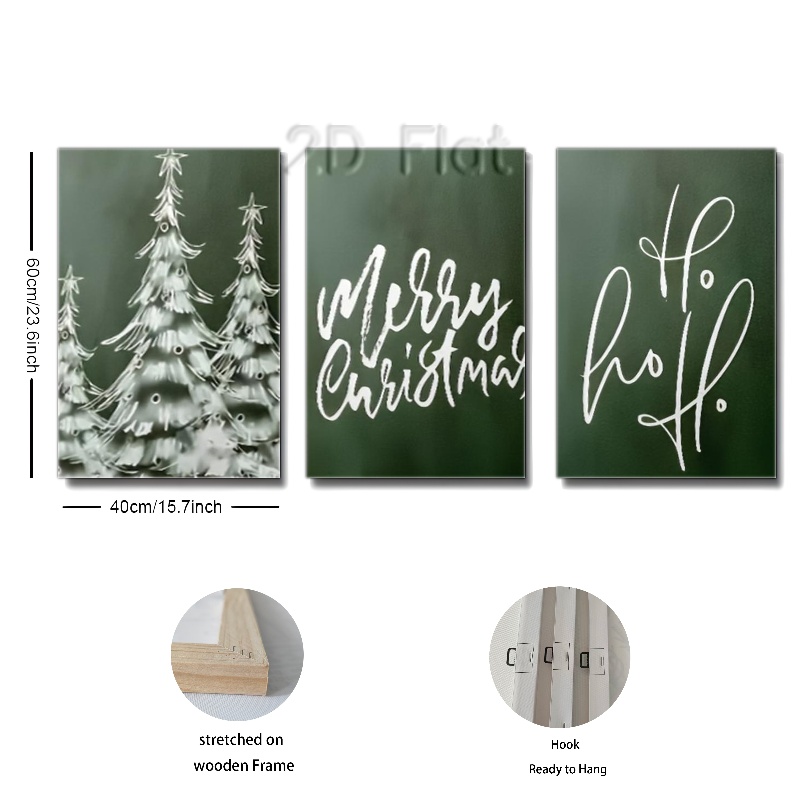 2D Flat
60cm/23.6inch
Merry
Christmas
Ho
ho
Ho
40cm/15.7inch
stretched on
wooden Frame
Hook
Ready to Hang